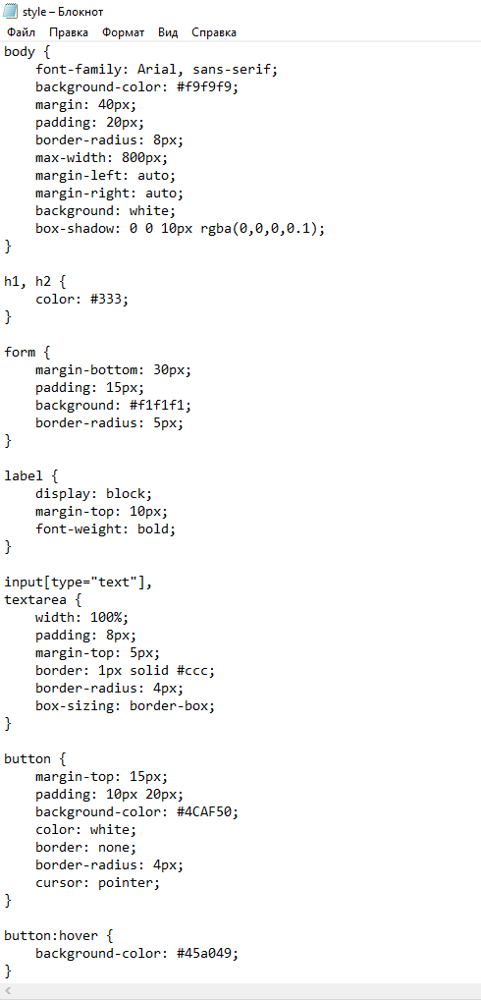 style – Блокнот
Файл Правка Формат Вид Справка
body {
    font-family: Arial, sans-serif;
    background-color: #f9f9f9;
    margin: 40px;
    padding: 20px;
    border-radius: 8px;
    max-width: 800px;
    margin-left: auto;
    margin-right: auto;
    background: white;
    box-shadow: 0 0 10px rgba(0,0,0,0.1);
}

h1, h2 {
    color: #333;
}

form {
    margin-bottom: 30px;
    padding: 15px;
    background: #f1f1f1;
    border-radius: 5px;
}

label {
    display: block;
    margin-top: 10px;
    font-weight: bold;
}

input[type="text"],
textarea {
    width: 100%;
    padding: 8px;
    margin-top: 5px;
    border: 1px solid #ccc;
    border-radius: 4px;
    box-sizing: border-box;
}

button {
    margin-top: 15px;
    padding: 10px 20px;
    background-color: #4CAF50;
    color: white;
    border: none;
    border-radius: 4px;
    cursor: pointer;
}

button:hover {
    background-color: #45a049;
}